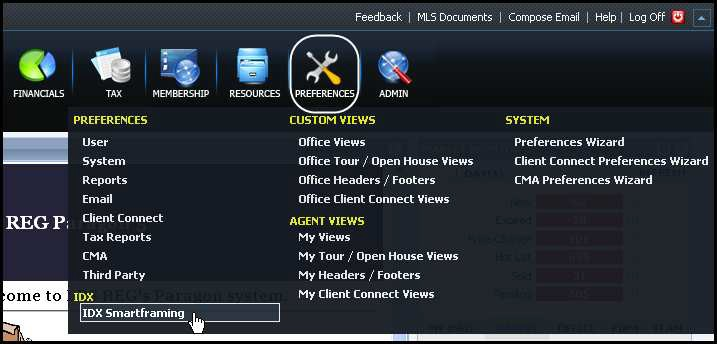 Feedback | MLS Documents | Compose Email | Help | Log Off
FINANCIALS TAX MEMBERSHIP RESOURCES PREFERENCES ADMIN
PREFERENCES
User
System
Reports
Email
Client Connect
Tax Reports
CMA
Third Party
IDX
IDX Smartframing
CUSTOM VIEWS
Office Views
Office Tour / Open House Views
Office Headers / Footers
Office Client Connect Views
AGENT VIEWS
My Views
My Tour / Open House Views
My Headers / Footers
My Client Connect Views
SYSTEM
Preferences Wizard
Client Connect Preferences Wizard
CMA Preferences Wizard
REG Paragon 5
come to REG's Paragon system.